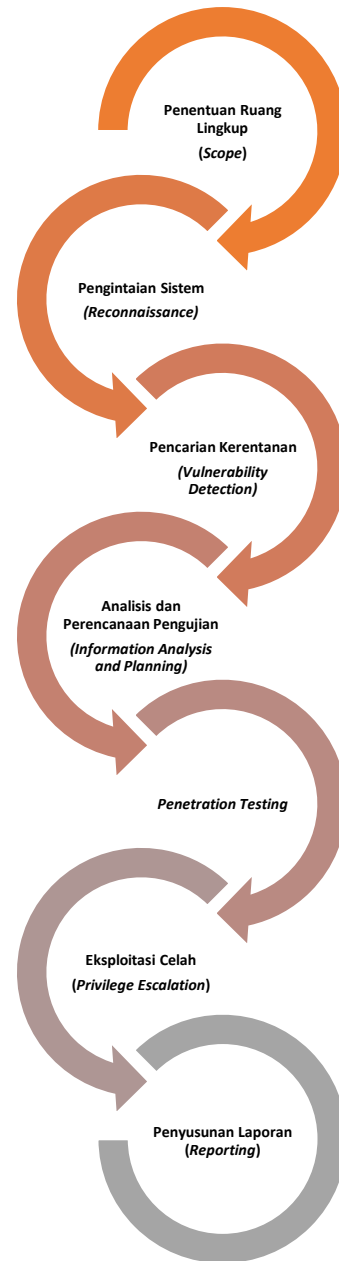 Penentuan Ruang
Lingkup
(Scope)
Pengintaian Sistem
(Reconnaissance)
Pencarian Kerentanan
(Vulnerability
Detection)
Analisis dan
Perencanaan Pengujian
(Information Analysis
and Planning)
Penetration Testing
Eksploitasi Celah
(Privilege Escalation)
Penyusunan Laporan
(Reporting)